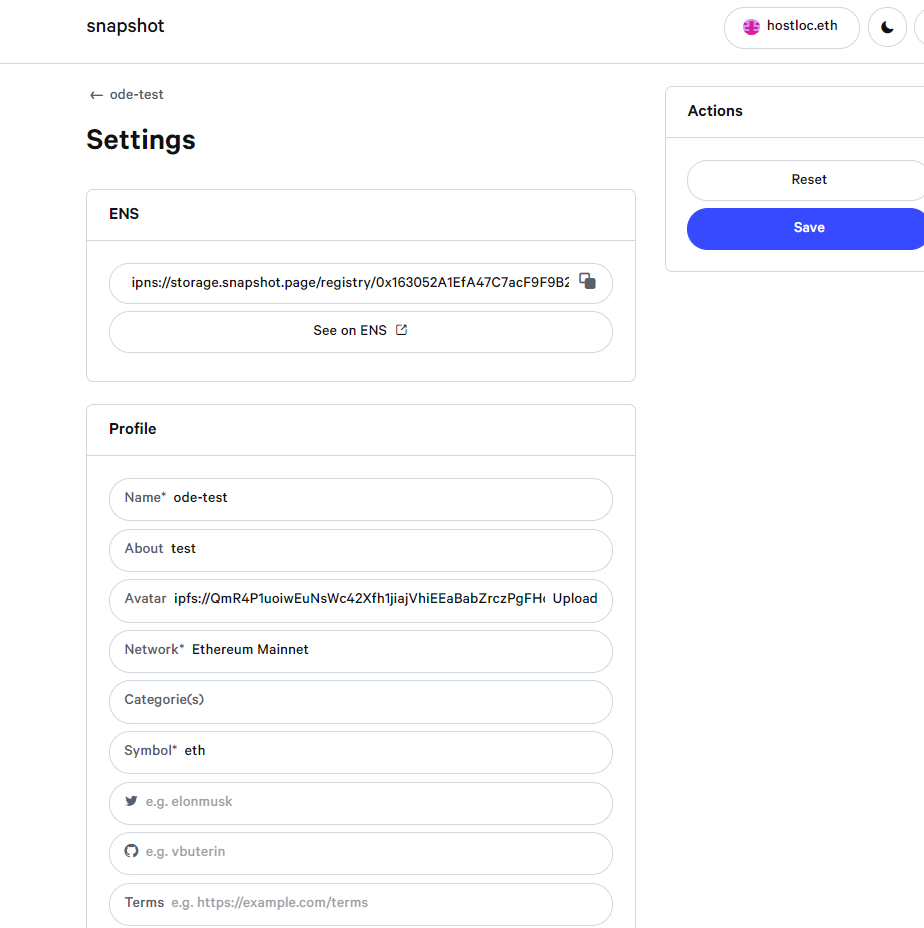 snapshot
hostloc.eth
← ode-test
Settings
ENS
ipns://storage.snapshot.page/registry/0x163052A1EfA47C7acF9F9B2
See on ENS
Profile
Name* ode-test
About test
Avatar ipfs://QmR4P1uoiwEuNsWc42Xfh1jiajVhiEEaBabZrczPgFH Upload
Network* Ethereum Mainnet
Categorie(s)
Symbol* eth
e.g. elonmusk
e.g. vbuterin
Terms e.g. https://example.com/terms
Actions
Reset
Save